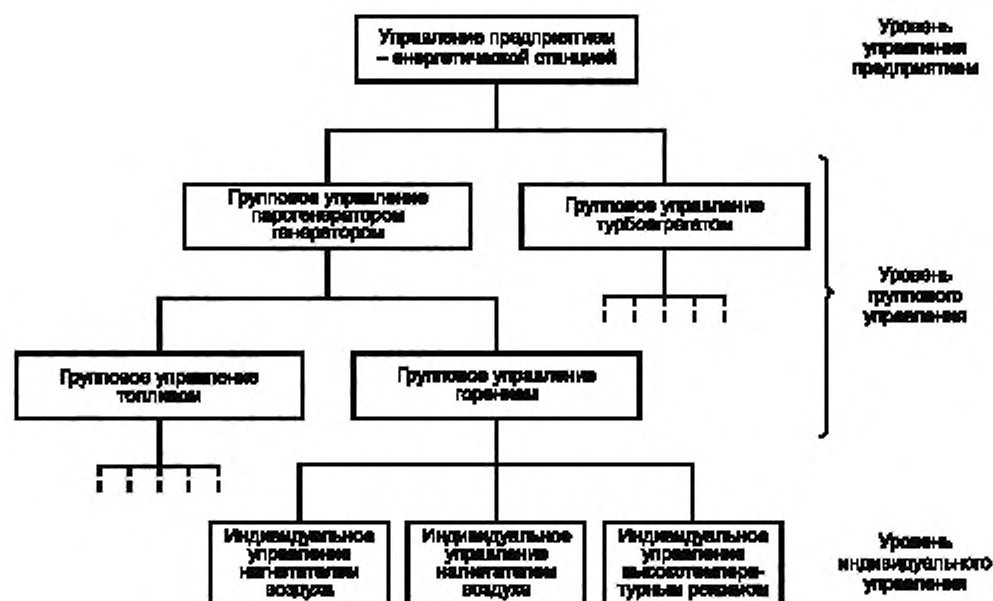 Управление предприятием
– енергетической станцией
Уровень
управления
предприятием
Групповое управление
парогенератором
генератором
Групповое управление
турбоагрегатом
Уровень
группового
управления
Групповое управление
топливом
Групповое управление
горением
Индивидуальное
управление
нагнетателем
воздуха
Индивидуальное
управление
нагнетателем
воздуха
Индивидуальное
управление
высокотемпера-
турным режимом
Уровень
индивидуального
управления